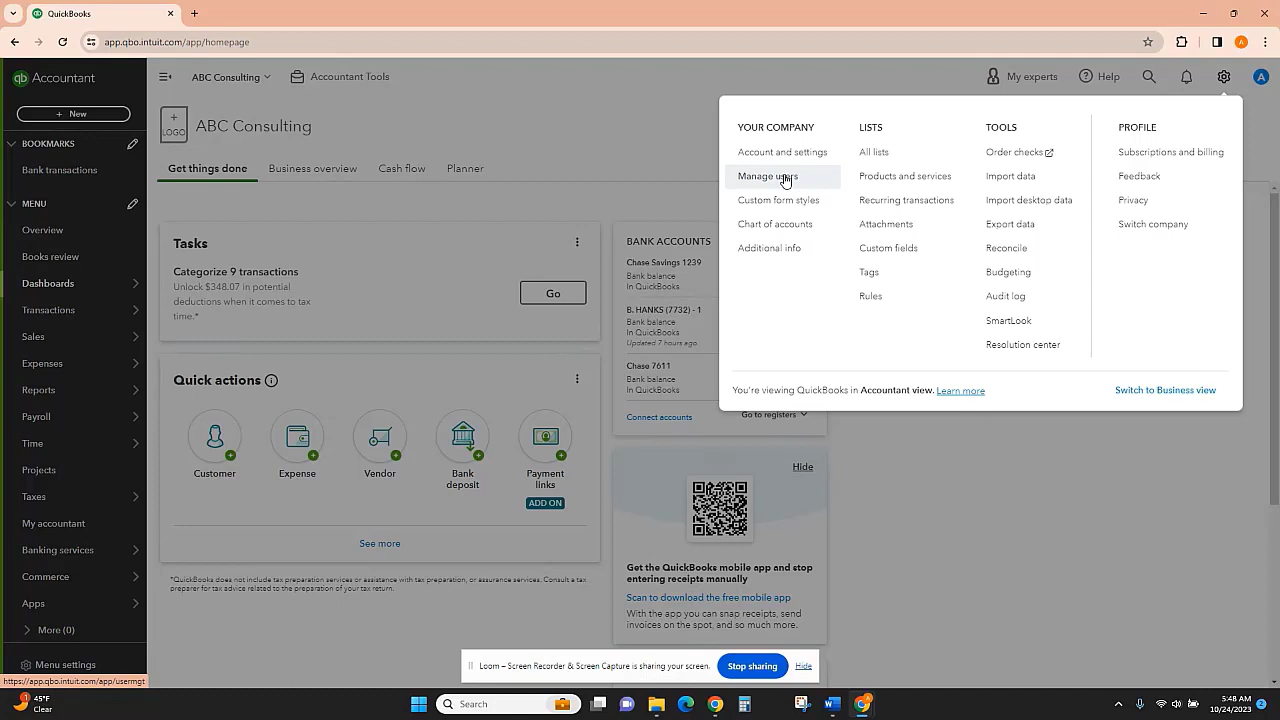 QuickBooks
app.qbo.intuit.com/app/homepage
A
qb Accountant
ABC Consulting
Accountant Tools
My experts
Help
A
+ New
BOOKMARKS
Bank transactions
MENU
Overview
Books review
Dashboards
Transactions
Sales
Expenses
Reports
Payroll
Time
Projects
Taxes
My accountant
Banking services
Commerce
Apps
More (0)
Menu settings
https://app.qbo.intuit.com/app/usermgt
+
LOGO
ABC Consulting
Get things done
Business overview
Cash flow
Planner
Tasks
Categorize 9 transactions
Unlock $348.07 in potential
deductions when it comes to tax
time.*
Go
Quick actions
Customer
Expense
Vendor
Bank
deposit
Payment
links
ADD ON
See more
*QuickBooks does not include tax preparation services or assistance with tax preparation, or assurance services. Consult a tax
preparer for tax advice related to the preparation of your tax return.
BANK ACCOUNTS
Chase Savings 1239
Bank balance
In QuickBooks
B. HANKS (7732) - 1
Bank balance
In QuickBooks
Updated 7 hours ago
Chase 7611
Bank balance
In QuickBooks
Connect accounts
Go to registers
Hide
Get the QuickBooks mobile app and stop
entering receipts manually
Scan to download the free mobile app
With the app you can snap receipts, send
invoices on the spot, and so much more.
YOUR COMPANY
Account and settings
Manage users
Custom form styles
Chart of accounts
Additional info
LISTS
All lists
Products and services
Recurring transactions
Attachments
Custom fields
Tags
Rules
TOOLS
Order checks
Import data
Import desktop data
Export data
Reconcile
Budgeting
Audit log
SmartLook
Resolution center
PROFILE
Subscriptions and billing
Feedback
Privacy
Switch company
You're viewing QuickBooks in Accountant view. Learn more
Switch to Business view
Loom – Screen Recorder & Screen Capture is sharing your screen.
Stop sharing
Hide
45°F
Clear
Search
5:48 AM
10/24/2023